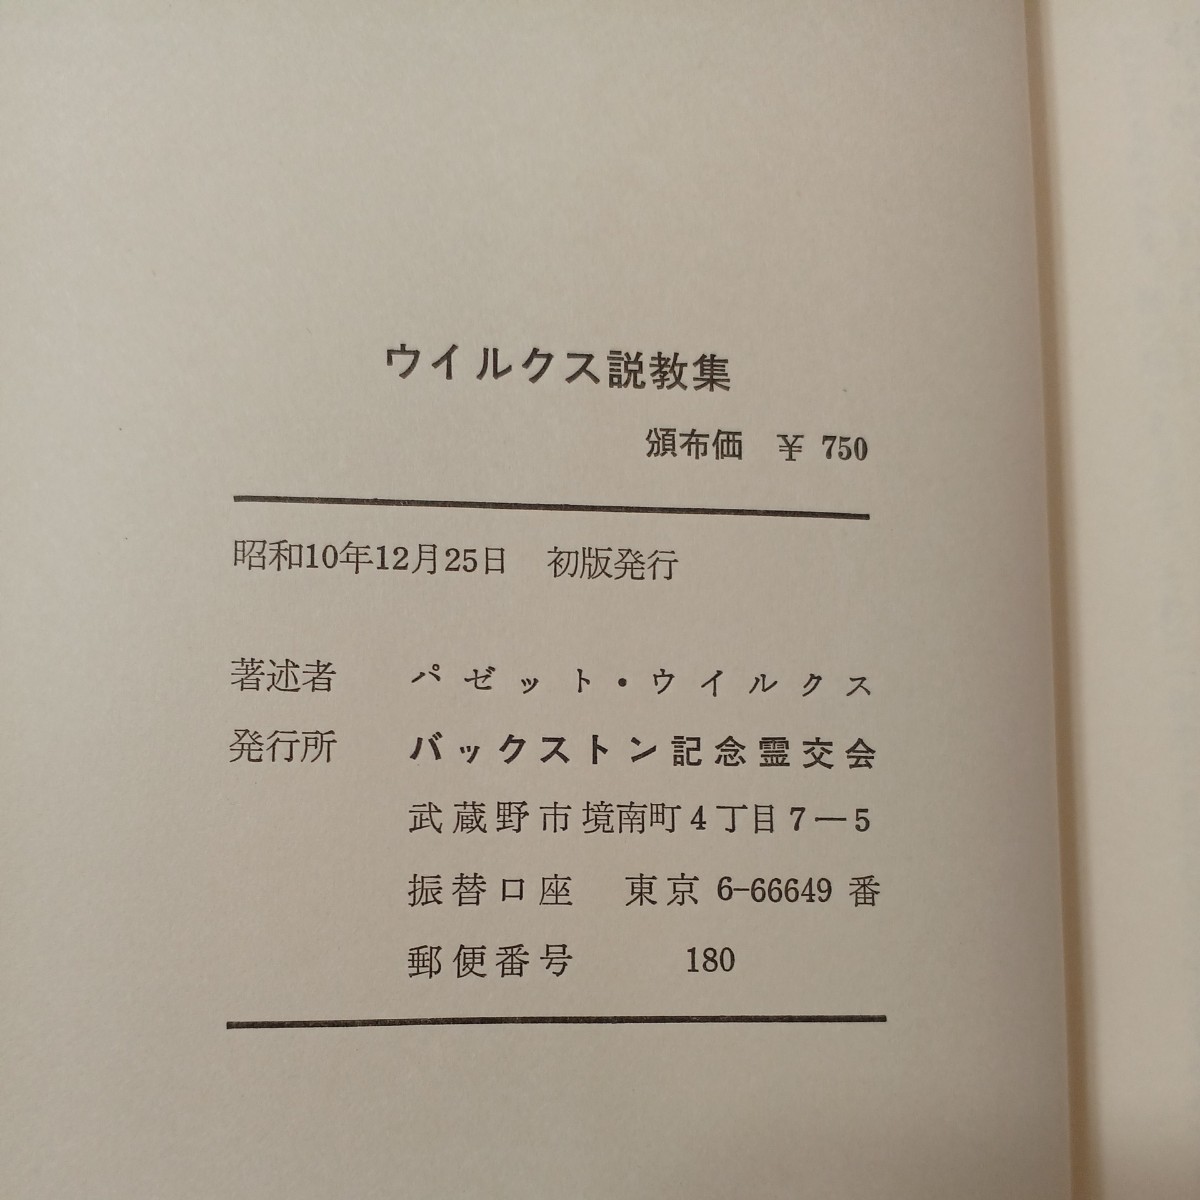 ウイルクス説教集
頒布価 ¥ 750
昭和10年12月25日 初版発行
著述者 パゼット・ウイルクス
発行所 バックストン記念霊交会
武蔵野市境南町4丁目7—5
振替口座 東京 6-66649 番
郵便番号 180